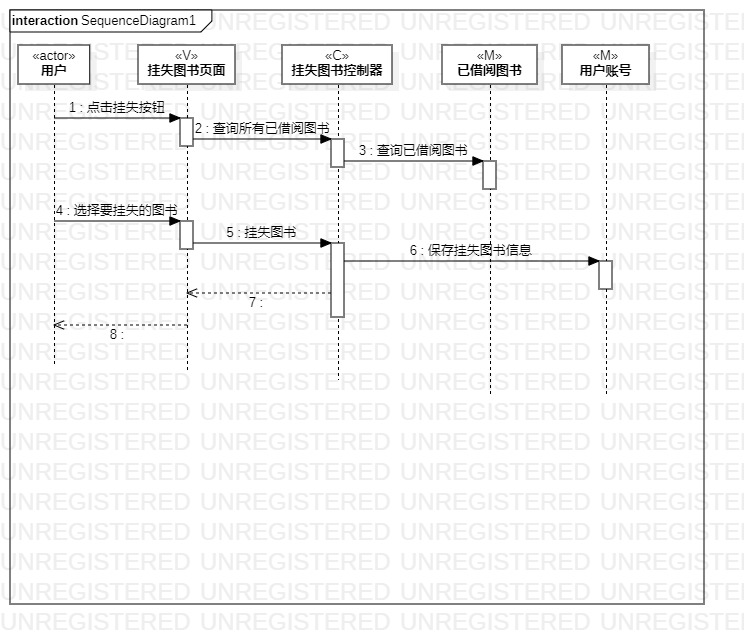 interaction SequenceDiagram1
«actor»
用户
«V»
挂失图书页面
«C»
挂失图书控制器
«M»
已借阅图书
«M»
用户账号
1 : 点击挂失按钮
2 : 查询所有已借阅图书
3 : 查询已借阅图书
4 : 选择要挂失的图书
5 : 挂失图书
6 : 保存挂失图书信息
7 :
8 :
UNREGISTERED